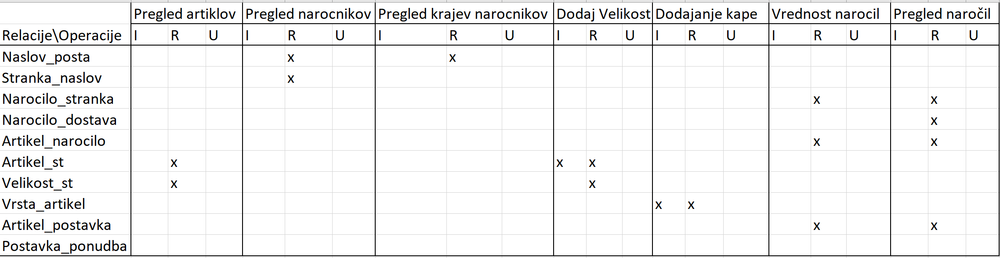 Pregled artiklov Pregled narocnikov Pregled krajev narocnikov Dodaj Velikost Dodajanje kape Vrednost narocil Pregled naročil
Relacije\Operacije I R U I R U I R U I R U I R U I R U I R U
Naslov_posta x x
Stranka_naslov x
Narocilo_stranka x x
Narocilo_dostava x
Artikel_narocilo x x
Artikel_st x x x
Velikost_st x x
Vrsta_artikel x x
Artikel_postavka x x
Postavka_ponudba